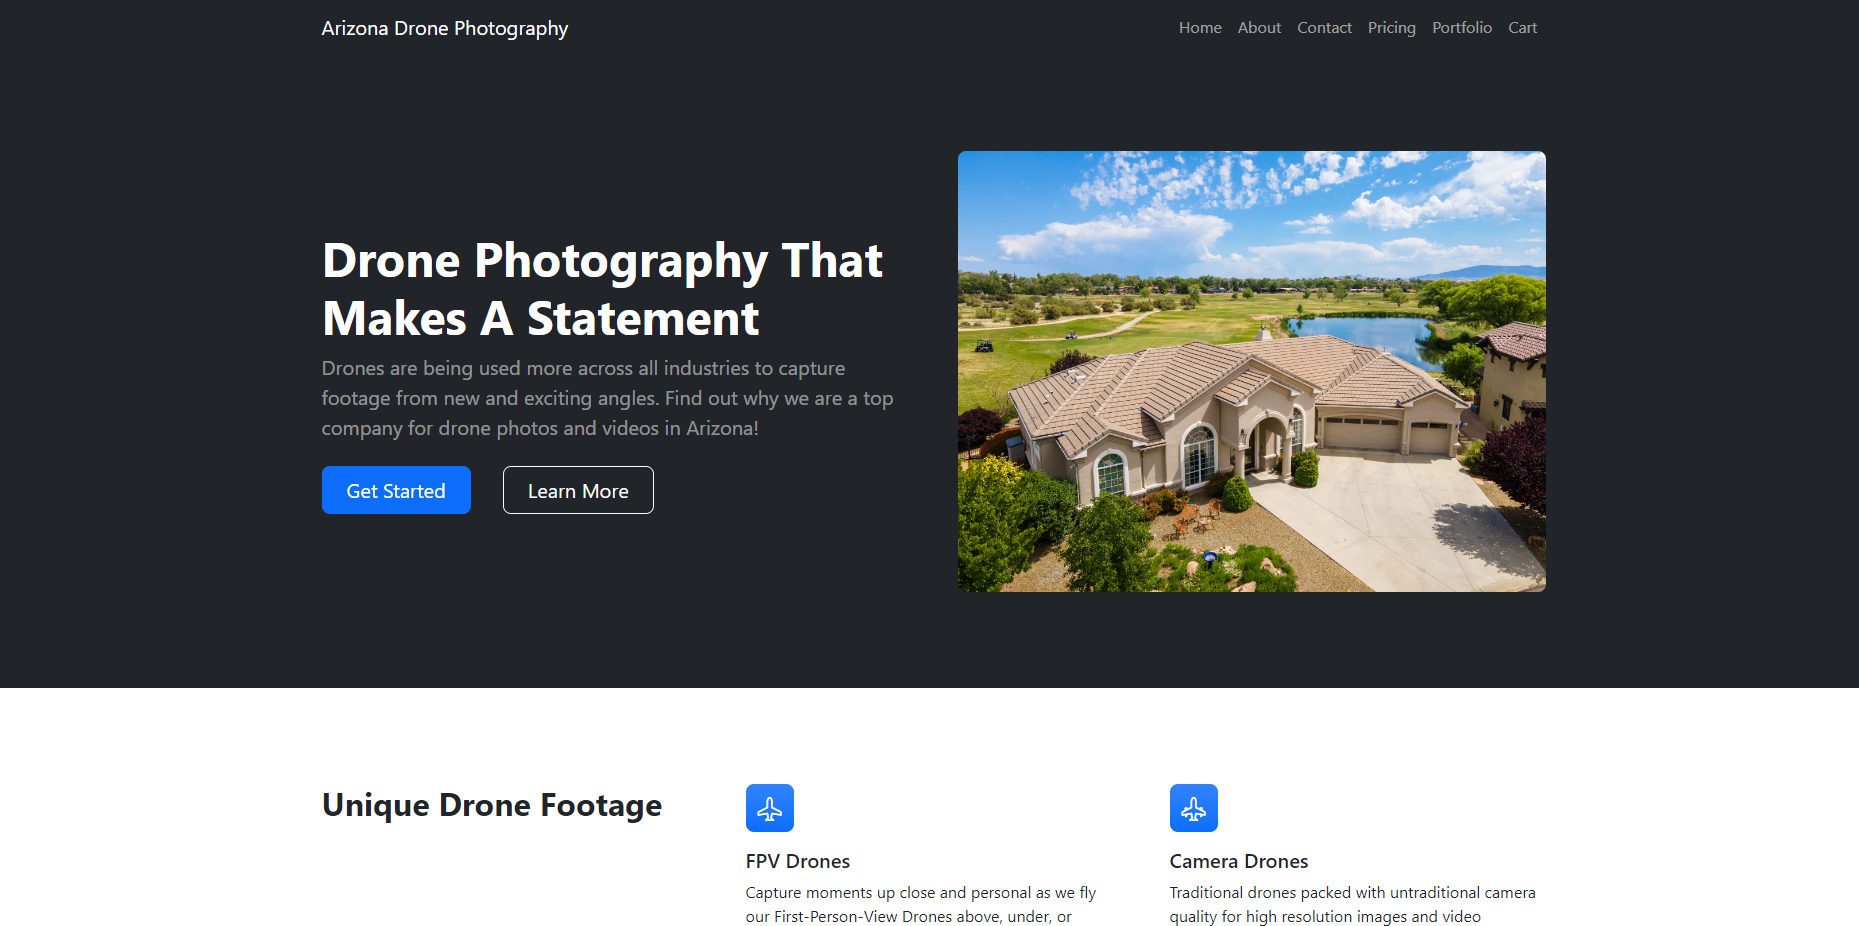 Arizona Drone Photography
Home About Contact Pricing Portfolio Cart
Drone Photography That
Makes A Statement
Drones are being used more across all industries to capture
footage from new and exciting angles. Find out why we are a top
company for drone photos and videos in Arizona!
Get Started Learn More
Unique Drone Footage
FPV Drones
Capture moments up close and personal as we fly
our First-Person-View Drones above, under, or
Camera Drones
Traditional drones packed with untraditional camera
quality for high resolution images and video